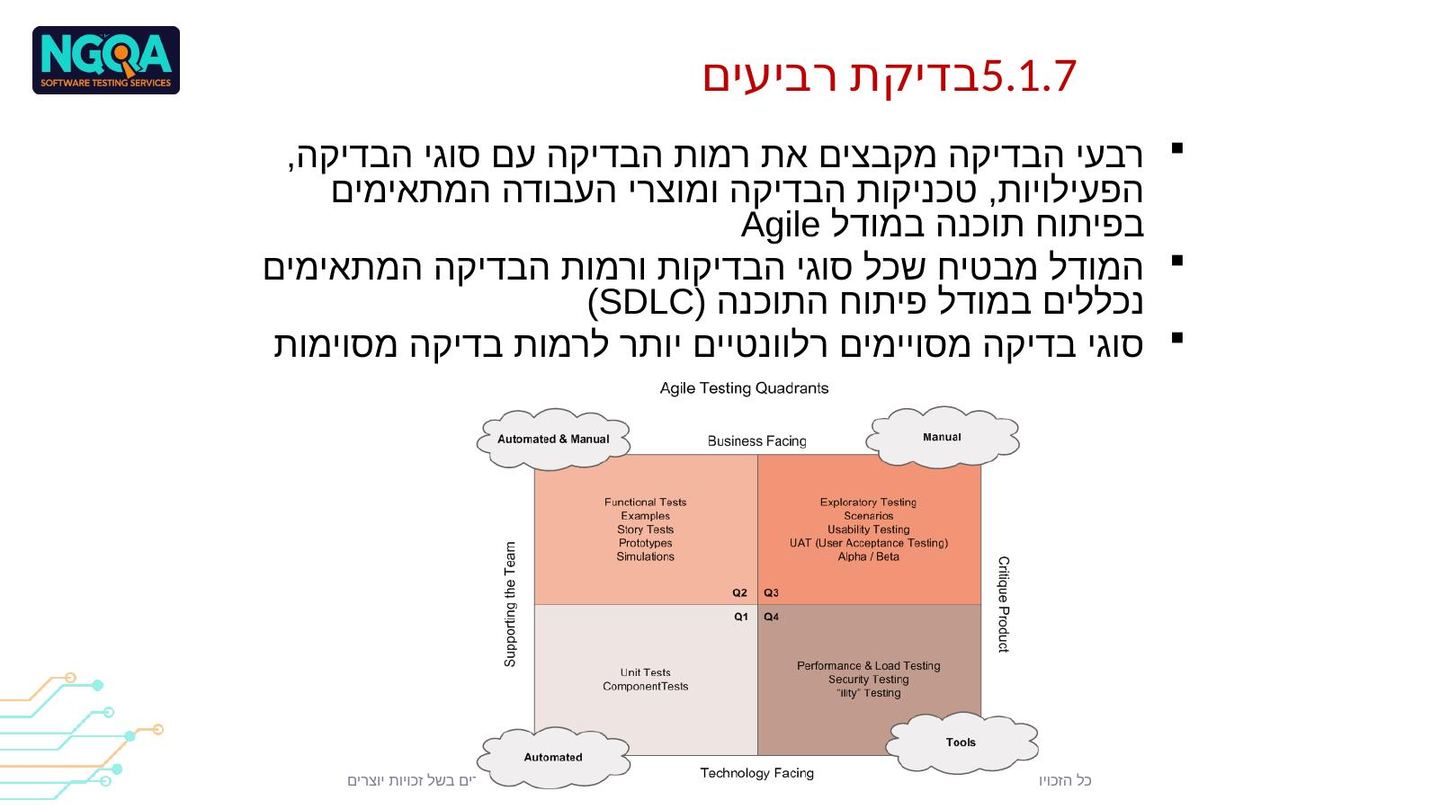 NGQA
SOFTWARE TESTING SERVICES
5.1.7בדיקת רביעים
רבעי הבדיקה מקבצים את רמות הבדיקה עם סוגי הבדיקה,
הפעילויות, טכניקות הבדיקה ומוצרי העבודה המתאימים
בפיתוח תוכנה במודל Agile
המודל מבטיח שכל סוגי הבדיקות ורמות הבדיקה המתאימים
נכללים במודל פיתוח התוכנה (SDLC)
סוגי בדיקה מסויימים רלוונטיים יותר לרמות בדיקה מסוימות
Agile Testing Quadrants
Automated & Manual
Business Facing
Manual
Functional Tests
Examples
Story Tests
Prototypes
Simulations
Q2
Exploratory Testing
Scenarios
Usability Testing
UAT (User Acceptance Testing)
Alpha / Beta
Q3
Supporting the Team
Critique Product
Q1
Unit Tests
ComponentTests
Q4
Performance & Load Testing
Security Testing
"ility" Testing
Automated
Technology Facing
Tools
כל הזכויו
בשל זכויות יוצרים